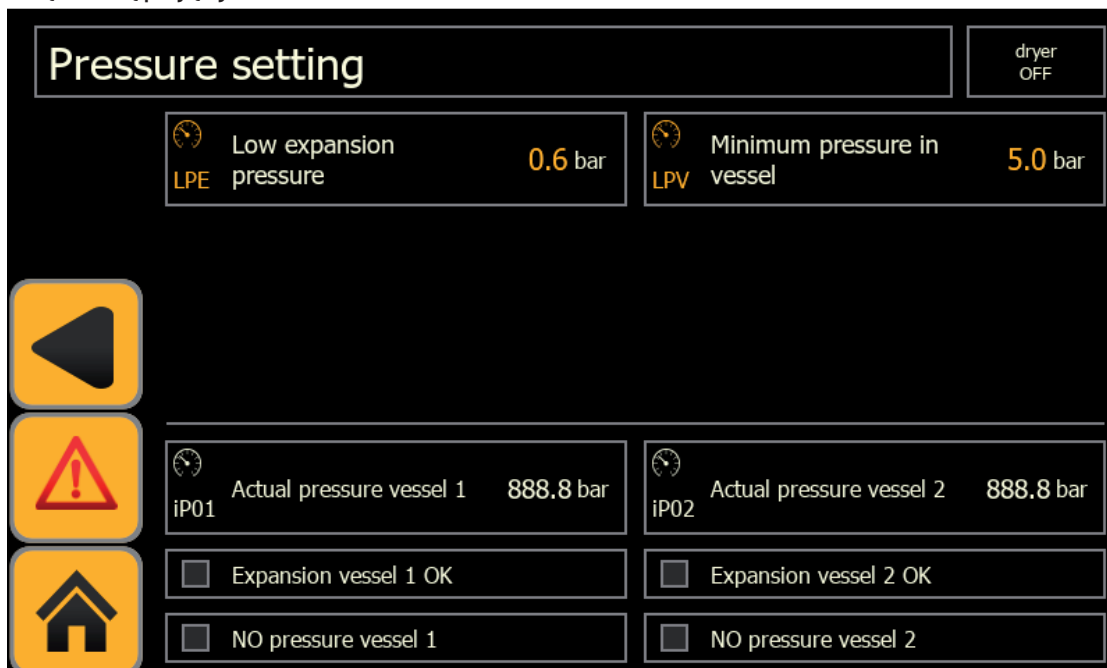 Pressure setting
dryer
OFF
LPE
Low expansion
pressure
0.6 bar
LPV
Minimum pressure in
vessel
5.0 bar
iP01
Actual pressure vessel 1
888.8 bar
iP02
Actual pressure vessel 2
888.8 bar
Expansion vessel 1 OK
Expansion vessel 2 OK
NO pressure vessel 1
NO pressure vessel 2